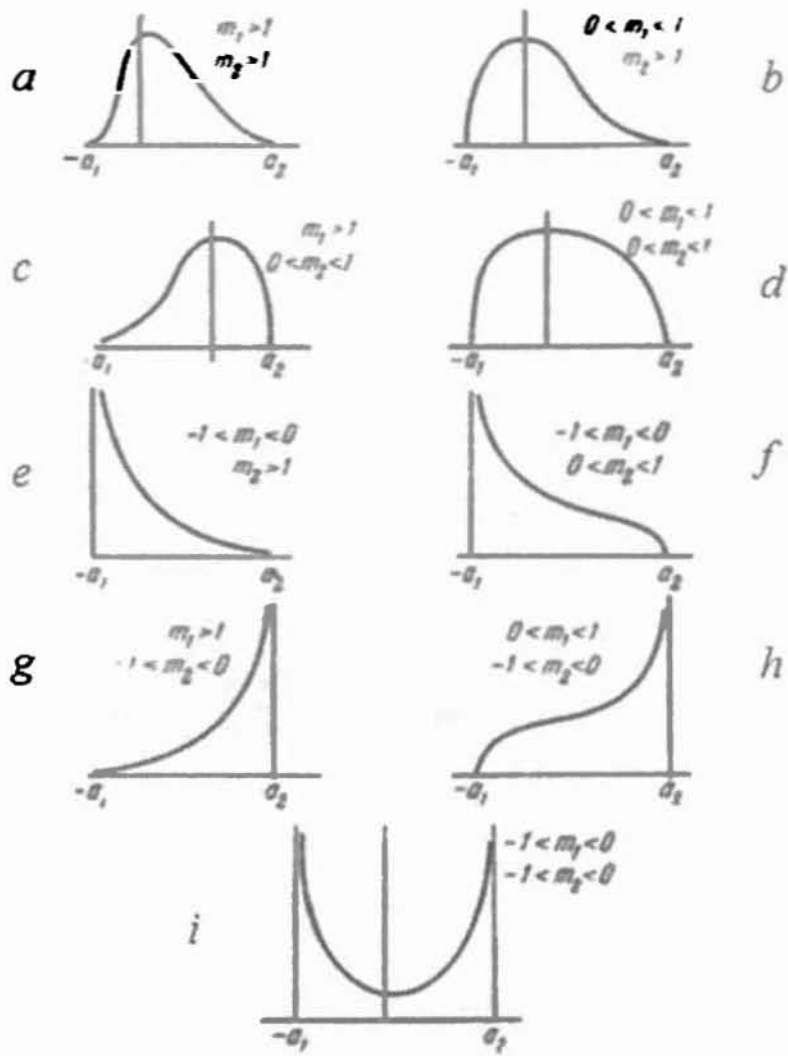 a
m₁ > 1
m₂ > 1
-a₁ a₂
0 < m₁ < 1
m₂ > 1
b
-a₁ a₂
c
m₁ > 1
0 < m₂ < 1
-a₁ a₂
0 < m₁ < 1
0 < m₂ < 1
d
-a₁ a₂
e
-1 < m₁ < 0
m₂ > 1
-a₁ a₂
-1 < m₁ < 0
0 < m₂ < 1
f
-a₁ a₂
g
m₁ > 1
-1 < m₂ < 0
-a₁ a₂
0 < m₁ < 1
-1 < m₂ < 0
h
-a₁ a₂
i
-1 < m₁ < 0
-1 < m₂ < 0
-a₁ a₂